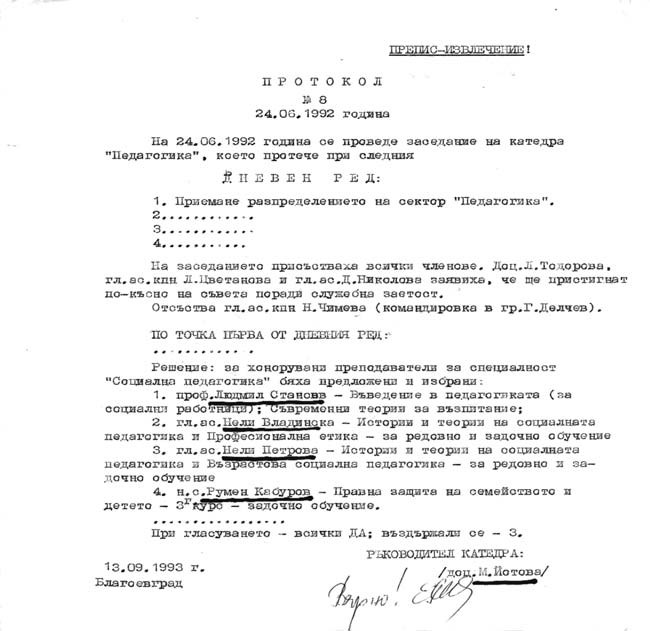 ПРЕПИС-ИЗВЛЕЧЕНИЕ!
П Р О Т О К О Л
№ 8
24.06.1992 година
На 24.06.1992 година се проведе заседание на катедра
"Педагогика", което протече при следния
Д Н Е В Е Н   Р Е Д:
1. Приемане разпределението на сектор "Педагогика".
2............
3............
4............
На заседанието присъстваха всички членове. Доц.Л.Тодорова,
гл.ас.кпн Л.Цветанова и гл.ас.Д.Николова заявиха, че ще пристигнат
по-късно на съвета поради служебна заетост.
Отсъства гл.ас.кпн Н.Чимева (командировка в гр.Г.Делчев).
ПО ТОЧКА ПЪРВА ОТ ДНЕВНИЯ РЕД:
............
Решение: за хонорувани преподаватели за специалност
"Социална педагогика" бяха предложени и избрани:
1. проф.Людмил Становв - Въведение в педагогиката (за
социални работници); Съвременни теории за възпитание;
2. гл.ас.Нели Владинска - Истории и теории на социалната
педагогика и Професионална етика - за редовно и задочно обучение
3. гл.ас.Нели Петрова - Истории и теории на социалната
педагогика и Възрастова социална педагогика - за редовно и за-
дочно обучение
4. н.с.Румен Кабуров - Правна защита на семейството и
детето - 3 курс - задочно обучение.
................
При гласуването - всички ДА; въздържали се - 3.
РЪКОВОДИТЕЛ КАТЕДРА:
13.09.1993 г.
/доц.М.Йотова/
Благоевград
Вярно!